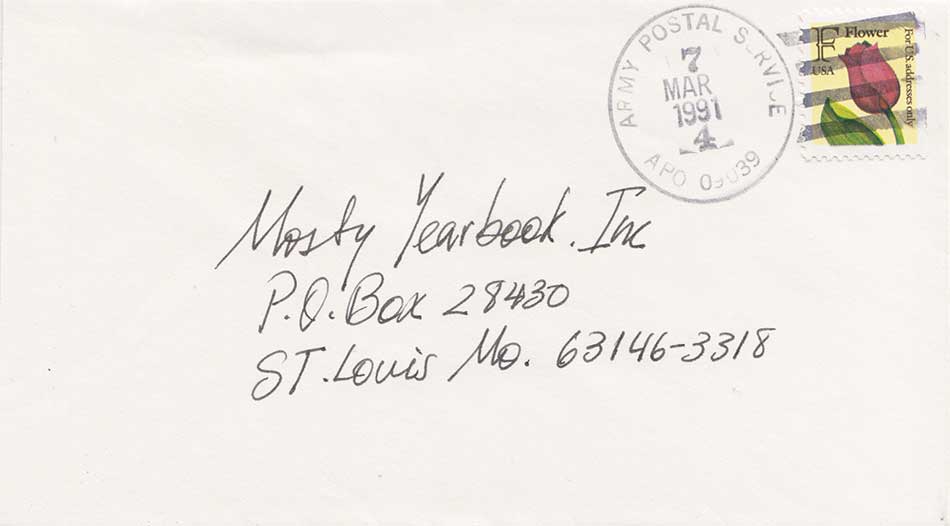 ARMY POSTAL SERVICE
7
MAR
1991
4
APO 09039
F Flower
USA
For U.S. addresses only
Mosty Yearbook. Inc
P.O. Box 28430
ST. Louis Mo. 63146-3318